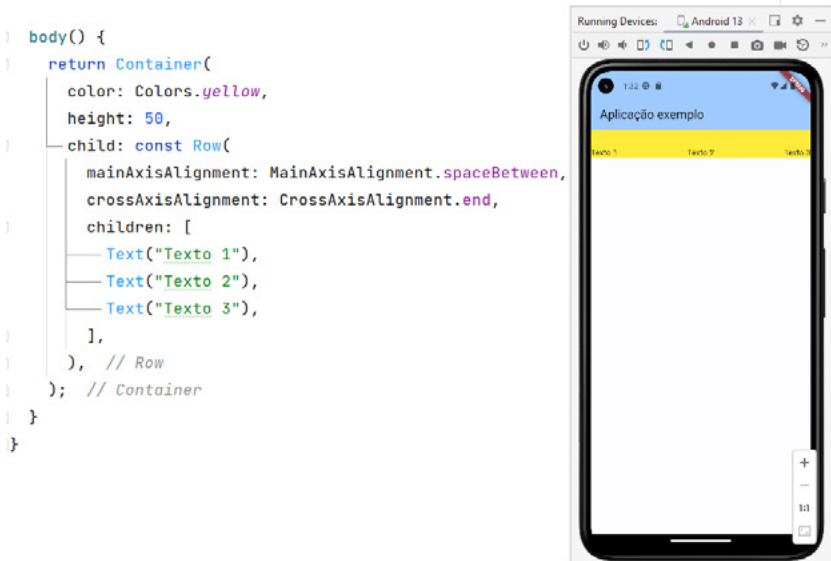 body() {
return Container(
color: Colors.yellow,
height: 50,
child: const Row(
mainAxisAlignment: MainAxisAlignment.spaceBetween,
crossAxisAlignment: CrossAxisAlignment.end,
children: [
Text("Texto 1"),
Text("Texto 2"),
Text("Texto 3"),
],
), // Row
); // Container
}
}
Running Devices: Android 13
1:32
Aplicação exemplo
Texto 1 Texto 2 Texto 3
1:1